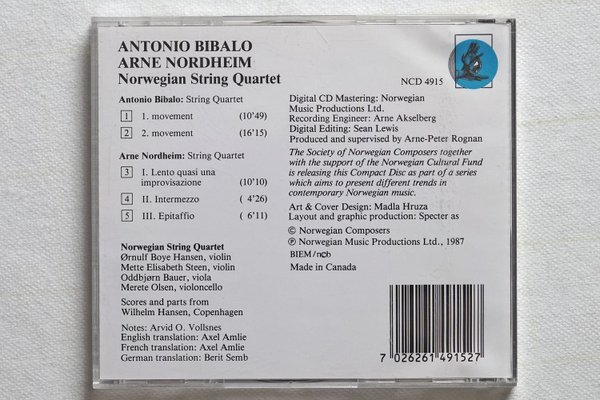 ANTONIO BIBALO
ARNE NORDHEIM
Norwegian String Quartet
NCD 4915
Antonio Bibalo: String Quartet
1 1. movement (10'49)
2 2. movement (16'15)
Arne Nordheim: String Quartet
3 I. Lento quasi una
improvisazione (10'10)
4 II. Intermezzo ( 4'26)
5 III. Epitaffio ( 6'11)
Norwegian String Quartet
Ørnulf Boye Hansen, violin
Mette Elisabeth Steen, violin
Oddbjørn Bauer, viola
Merete Olsen, violoncello
Scores and parts from
Wilhelm Hansen, Copenhagen
Notes: Arvid O. Vollsnes
English translation: Axel Amlie
French translation: Axel Amlie
German translation: Berit Semb
Digital CD Mastering: Norwegian
Music Productions Ltd.
Recording Engineer: Arne Akselberg
Digital Editing: Sean Lewis
Produced and supervised by Arne-Peter Rognan
The Society of Norwegian Composers together
with the support of the Norwegian Cultural Fund
is releasing this Compact Disc as part of a series
which aims to present different trends in
contemporary Norwegian music.
Art & Cover Design: Madla Hruza
Layout and graphic production: Specter as
© Norwegian Composers
℗ Norwegian Music Productions Ltd., 1987
BIEM/ncb
Made in Canada
7 026261 491527